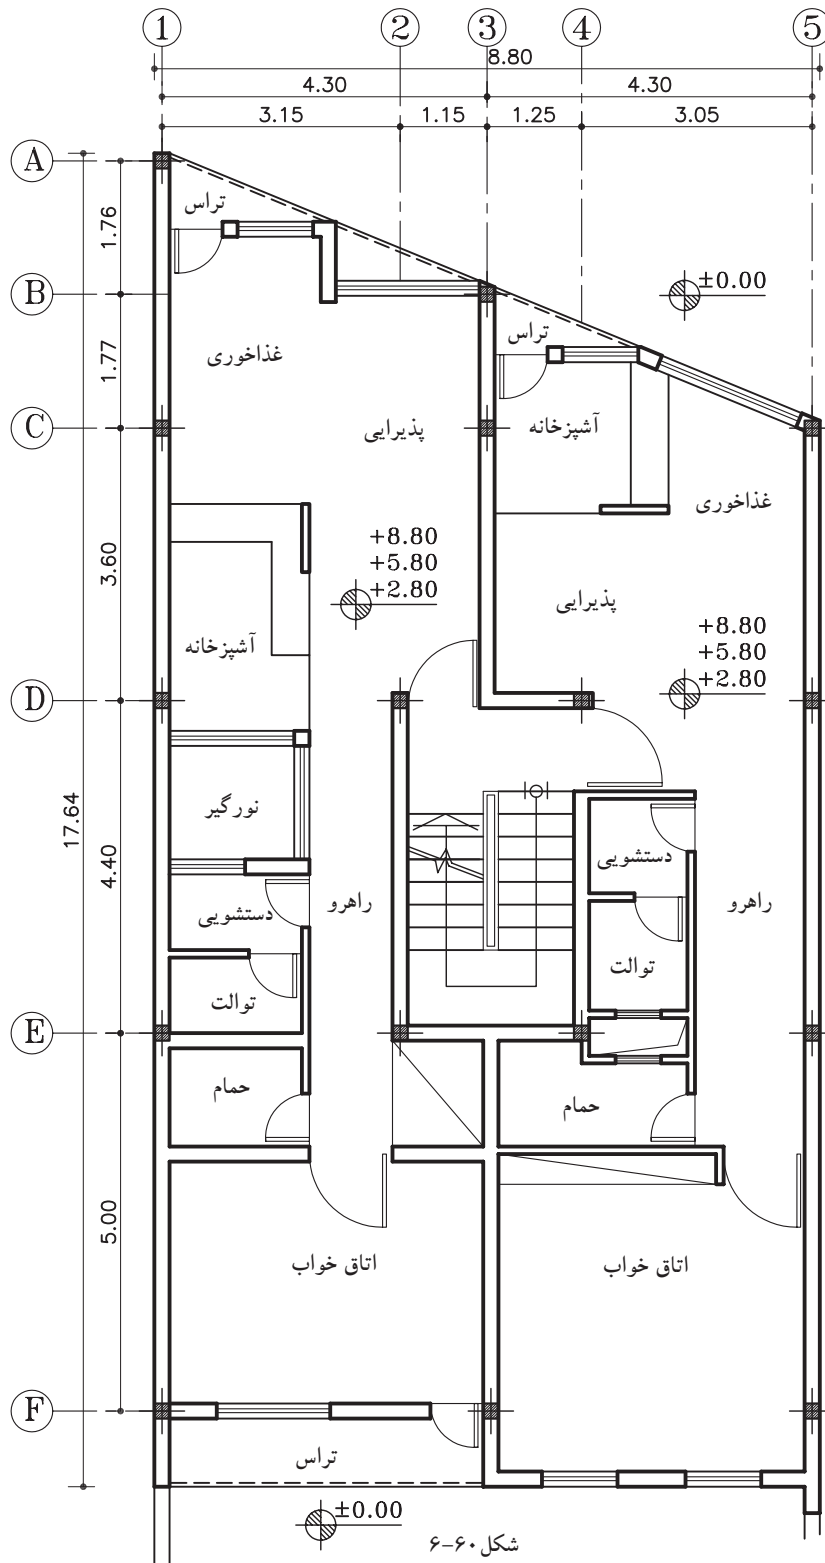 1 2 3 4 5
8.80
4.30 4.30
3.15 1.15 1.25 3.05
A
تراس
1.76
B
±0.00
تراس
غذاخوری
1.77
C
پذیرایی
آشپزخانه
غذاخوری
+8.80
+5.80
+2.80
3.60
پذیرایی
+8.80
+5.80
+2.80
آشپزخانه
D
17.64
نورگیر
4.40
دستشویی
راهرو
دستشویی
راهرو
توالت
توالت
E
حمام
حمام
5.00
اتاق خواب
اتاق خواب
F
تراس
±0.00
شکل ۶۰-۶